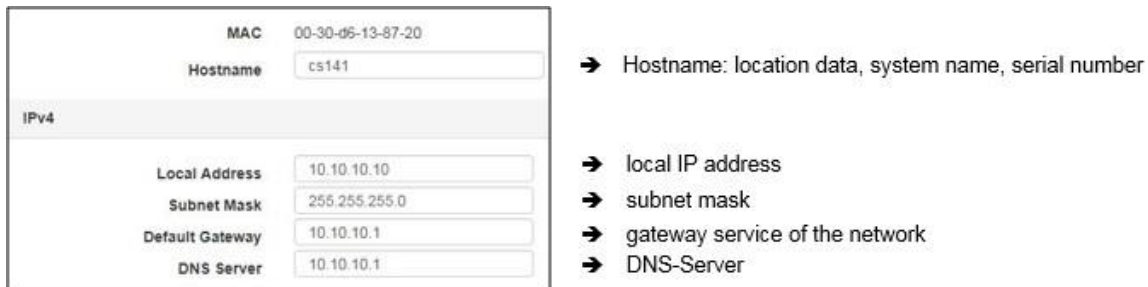 MAC 00-30-d6-13-87-20
Hostname cs141 ➔ Hostname: location data, system name, serial number
IPv4
Local Address 10.10.10.10 ➔ local IP address
Subnet Mask 255.255.255.0 ➔ subnet mask
Default Gateway 10.10.10.1 ➔ gateway service of the network
DNS Server 10.10.10.1 ➔ DNS-Server